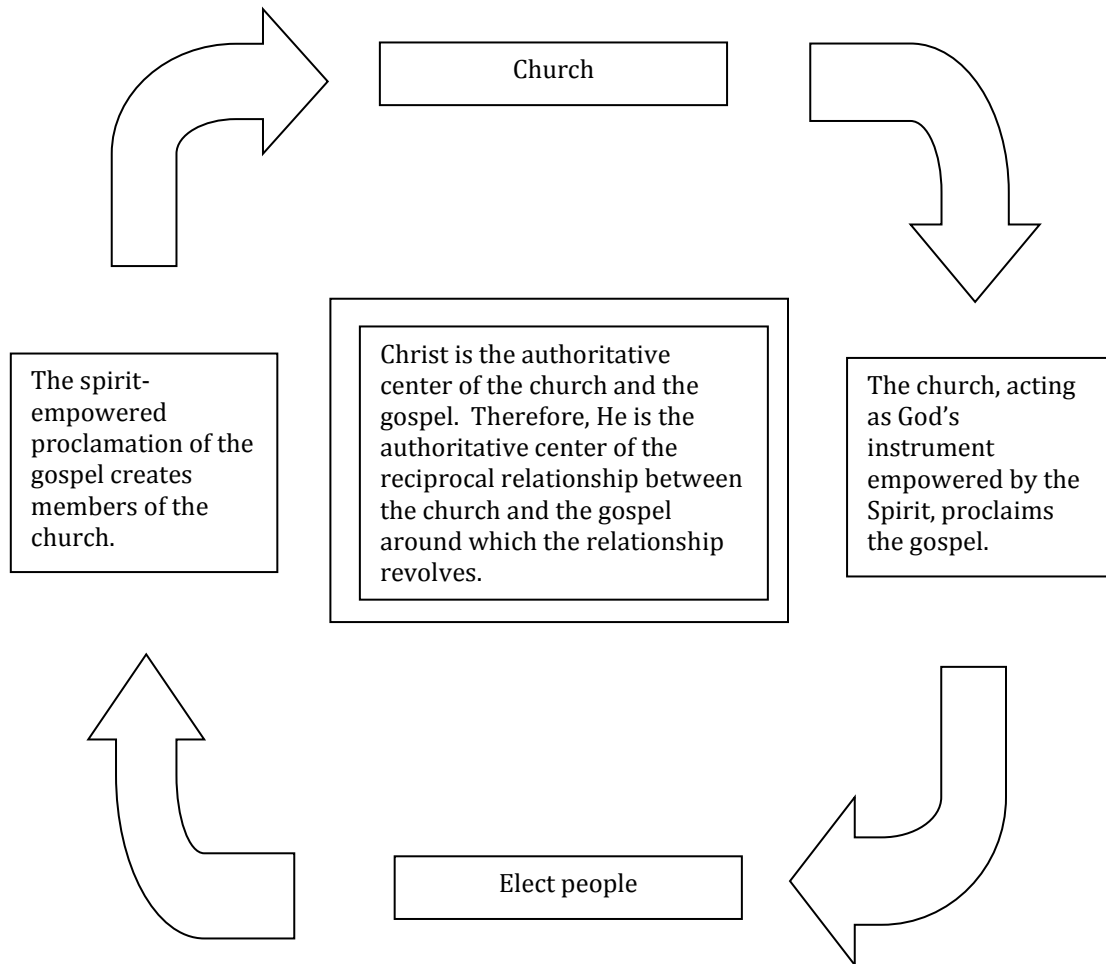 Church
The spirit-
empowered
proclamation of the
gospel creates
members of the
church.
Christ is the authoritative
center of the church and the
gospel.  Therefore, He is the
authoritative center of the
reciprocal relationship between
the church and the gospel
around which the relationship
revolves.
The church, acting
as God’s
instrument
empowered by the
Spirit, proclaims
the gospel.
Elect people